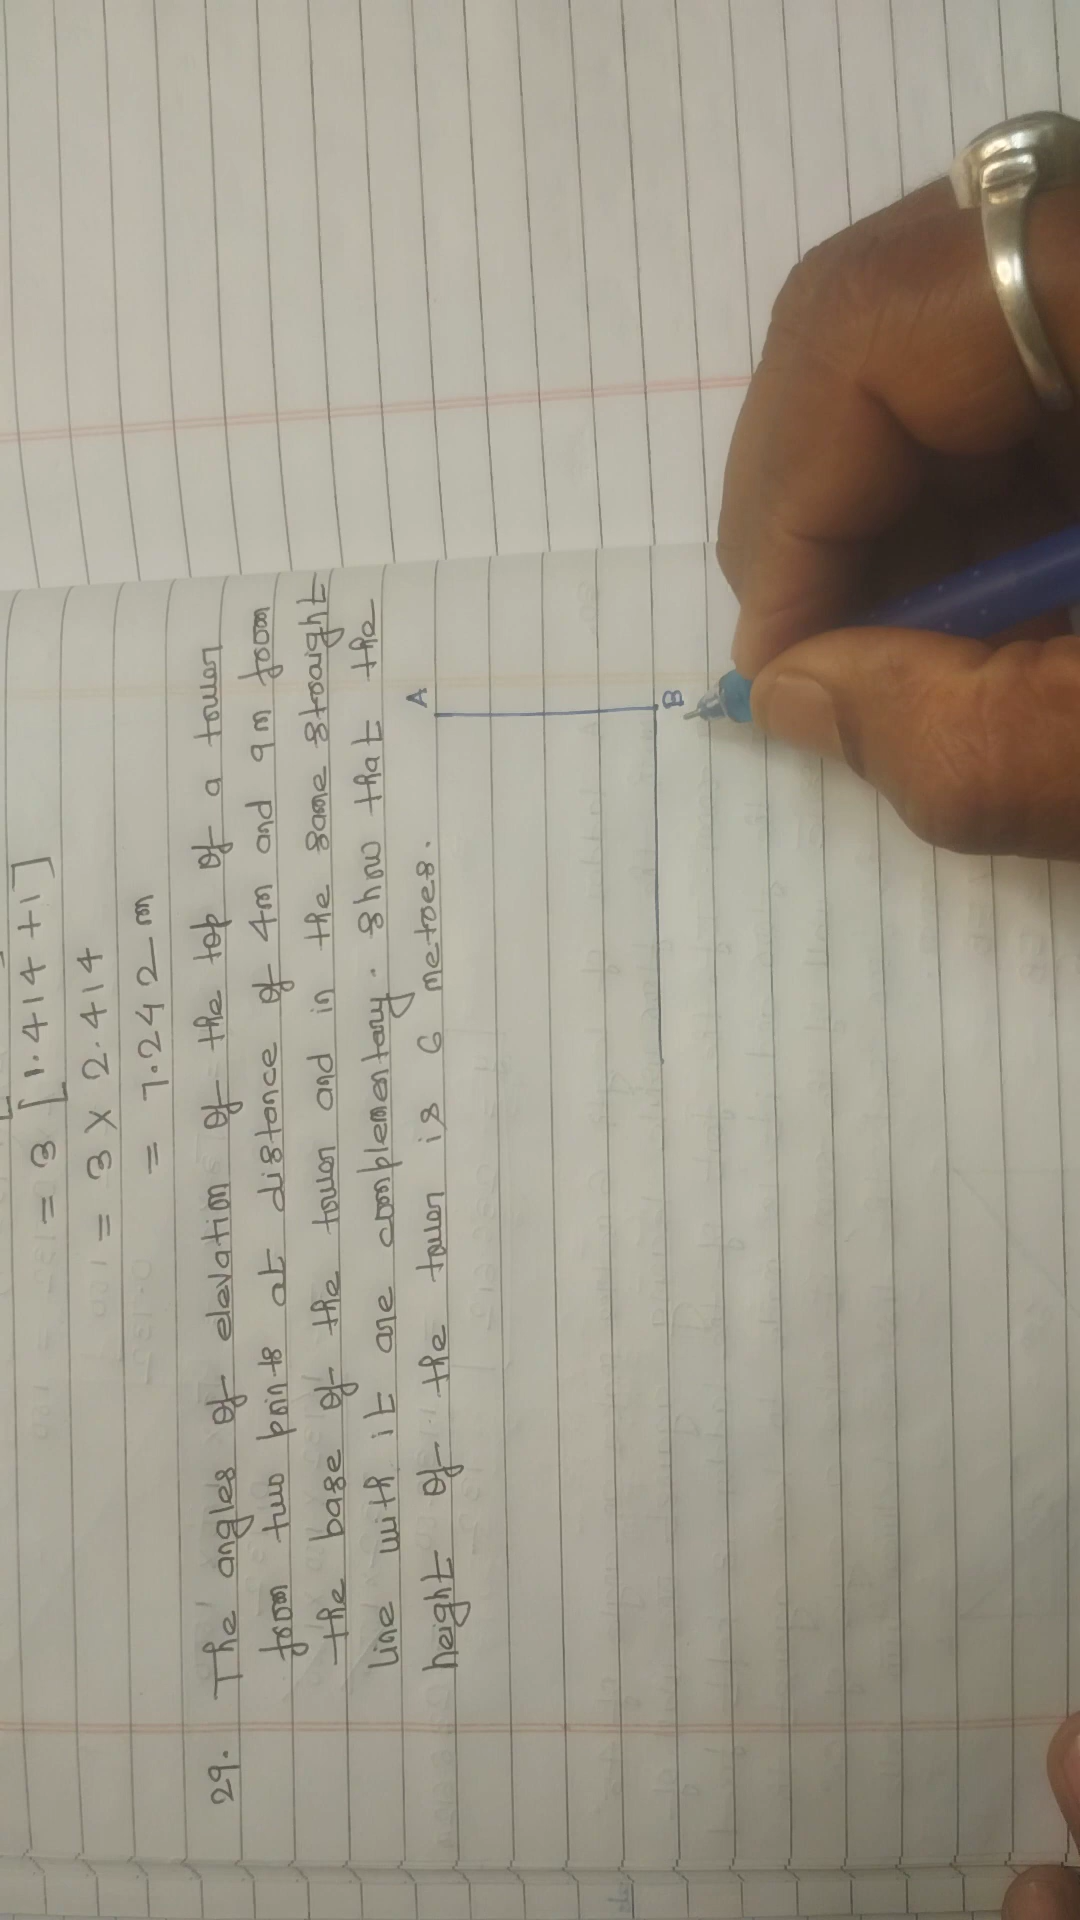 = 3 [1.414 +1]
= 3 X 2.414
= 7.242 m
29. The angles of elevation of the top of a tower
from two points at distance of 4m and 9m from
the base of the tower and in the same straight
line with it are complementary. Show that the
height of the tower is 6 metres.
A
B